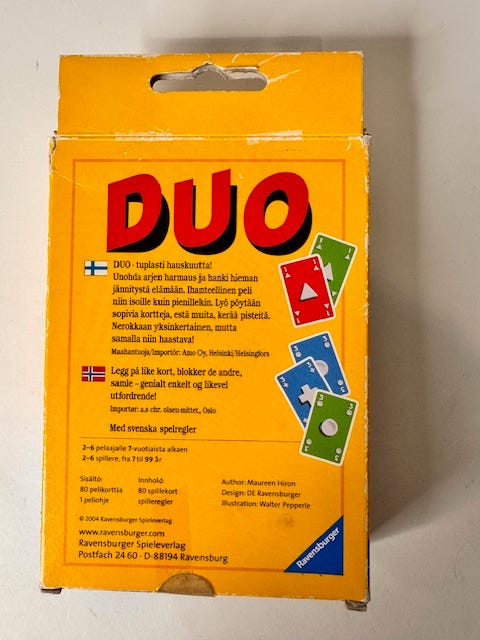 DUO
DUO - tuplasti hauskuutta!
Unohda arjen harmaus ja hanki hieman
jännitystä elämään. Ihanteellinen peli
niin isoille kuin pienillekin. Lyö pöytään
sopivia kortteja, estä muita, kerää pisteitä.
Nerokkaan yksinkertainen, mutta
samalla niin haastava!
Maahantuoja/Importör: Amo Oy, Helsinki/Helsingfors
Legg på like kort, blokker de andre,
samle – genialt enkelt og likevel
utfordrende!
Importør: a.s chr. olsen-mittet, Oslo
Med svenska spelregler
2–6 pelaajalle 7-vuotiaista alkaen
2–6 spillere, fra 7 til 99 år
Sisältö:
80 pelikorttia
1 peliohje
Innhold:
80 spillekort
spilleregler
Author: Maureen Hiron
Design: DE Ravensburger
Illustration: Walter Pepperle
© 2004 Ravensburger Spieleverlag
www.ravensburger.com
Ravensburger Spieleverlag
Postfach 24 60 · D-88194 Ravensburg
Ravensburger